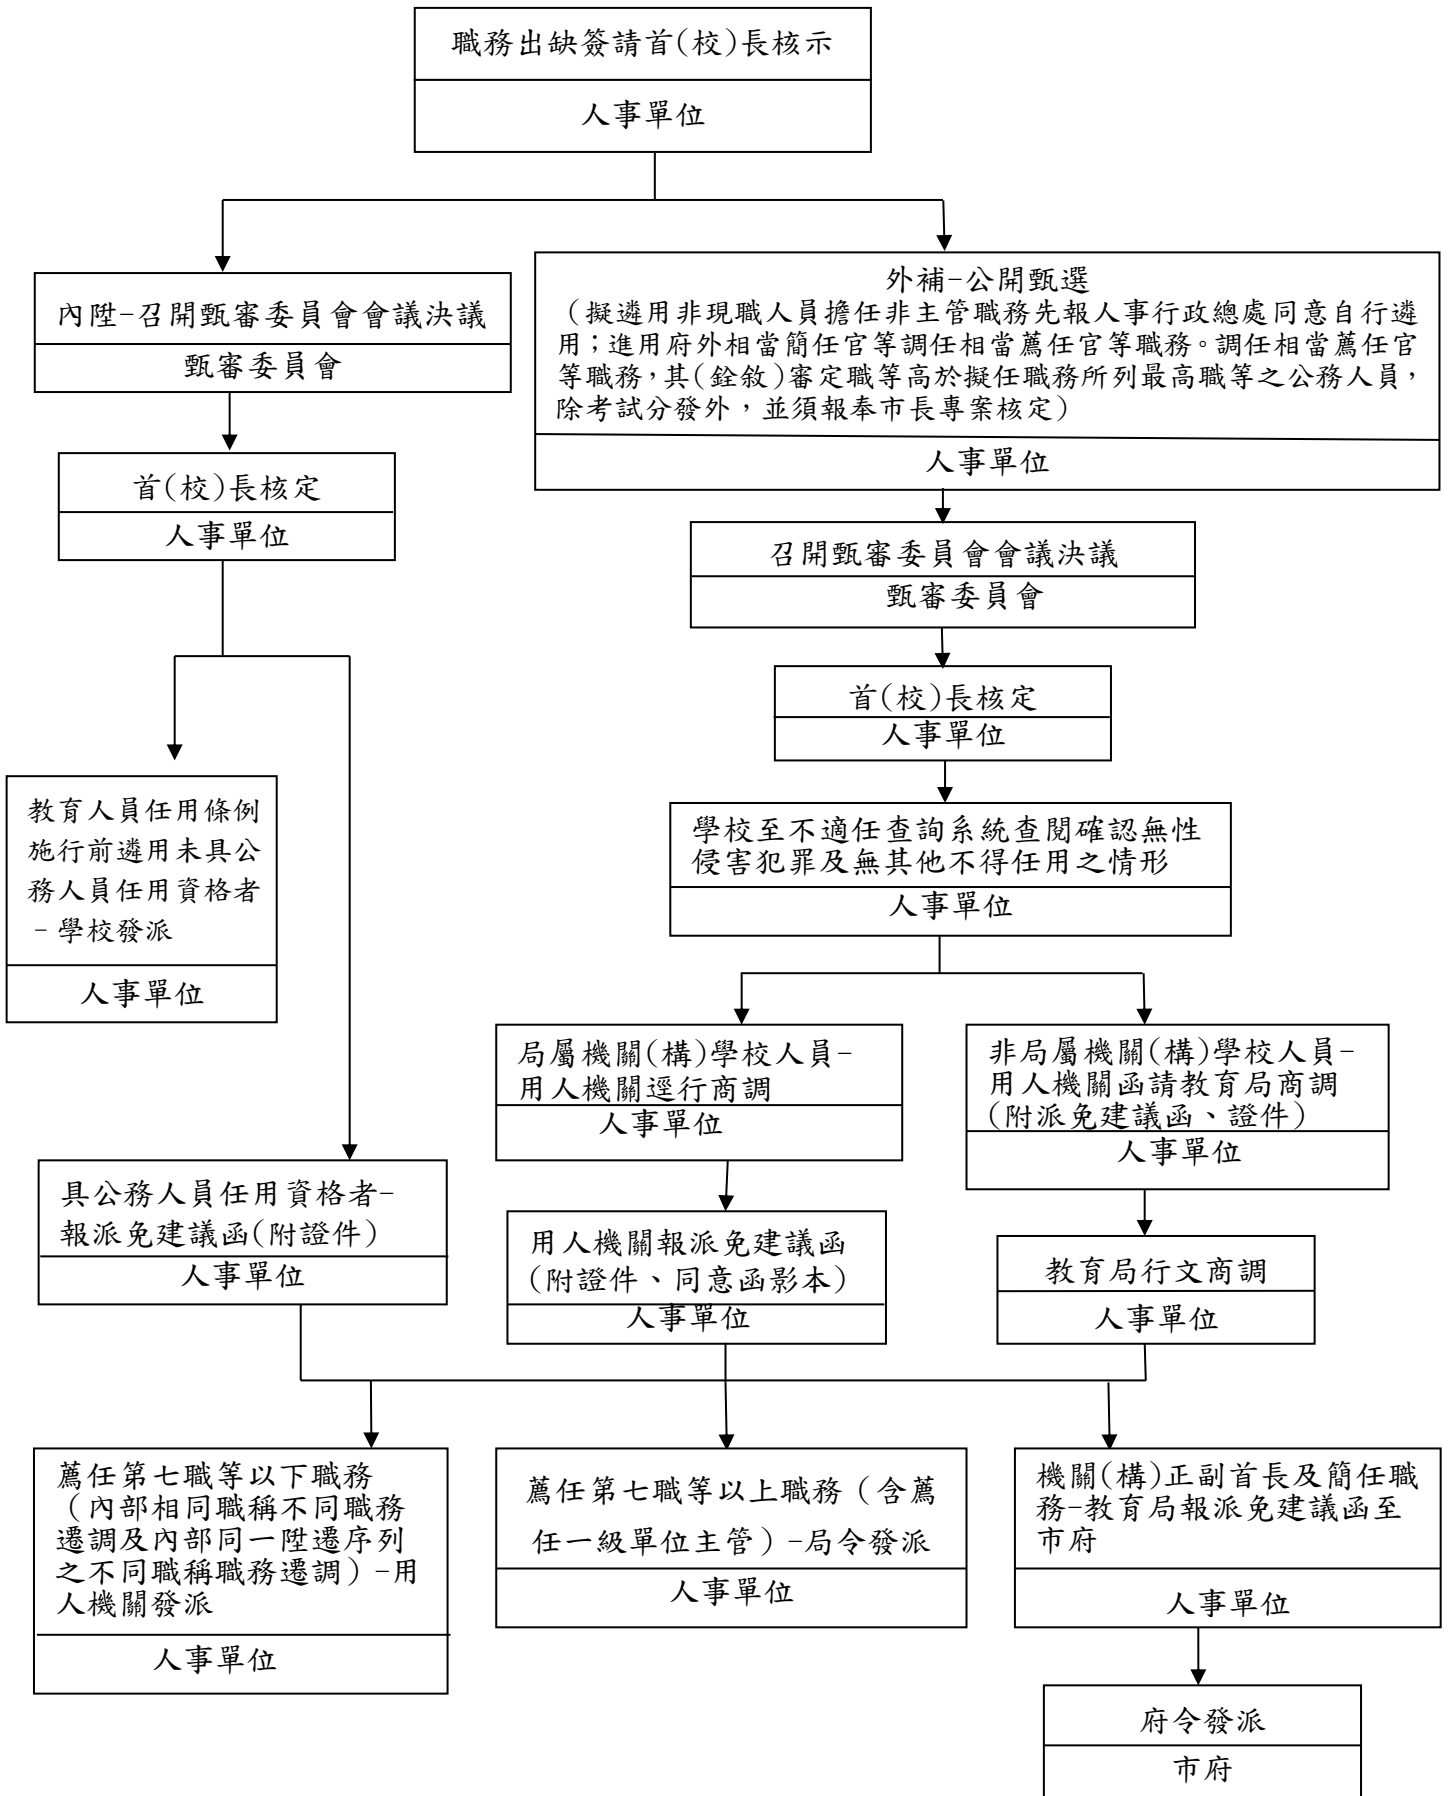 職務出缺簽請首(校)長核示
人事單位
內陞-召開甄審委員會會議決議
甄審委員會
外補-公開甄選
（擬遴用非現職人員擔任非主管職務先報人事行政總處同意自行遴
用；進用府外相當簡任官等調任相當薦任官等職務。調任相當薦任官
等職務，其(銓敘)審定職等高於擬任職務所列最高職等之公務人員，
除考試分發外，並須報奉市長專案核定）
人事單位
首(校)長核定
人事單位
召開甄審委員會會議決議
甄審委員會
首(校)長核定
人事單位
教育人員任用條例
施行前遴用未具公
務人員任用資格者
-學校發派
人事單位
學校至不適任查詢系統查閱確認無性
侵害犯罪及無其他不得任用之情形
人事單位
局屬機關(構)學校人員-
用人機關逕行商調
人事單位
非局屬機關(構)學校人員-
用人機關函請教育局商調
(附派免建議函、證件)
人事單位
具公務人員任用資格者-
報派免建議函(附證件)
人事單位
用人機關報派免建議函
(附證件、同意函影本)
人事單位
教育局行文商調
人事單位
薦任第七職等以下職務
（內部相同職稱不同職務
遷調及內部同一陞遷序列
之不同職稱職務遷調）-用
人機關發派
人事單位
薦任第七職等以上職務（含薦
任一級單位主管）-局令發派
人事單位
機關(構)正副首長及簡任職
務-教育局報派免建議函至
市府
人事單位
府令發派
市府